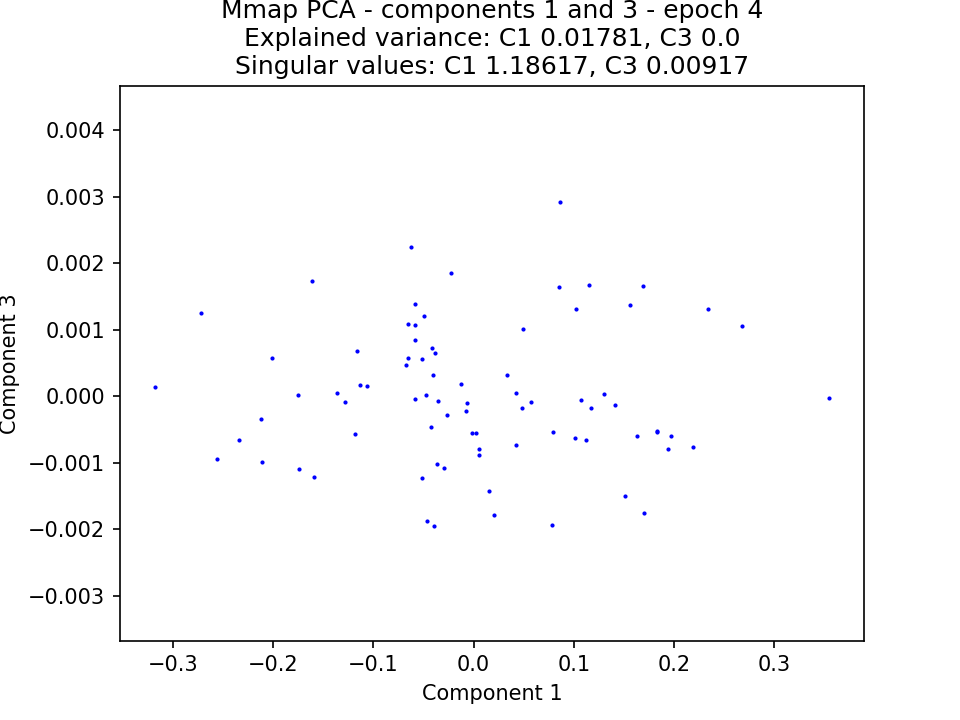 Mmap PCA - components 1 and 3 - epoch 4
Explained variance: C1 0.01781, C3 0.0
Singular values: C1 1.18617, C3 0.00917
0.004
0.003
0.002
0.001
0.000
−0.001
−0.002
−0.003
Component 3
−0.3 −0.2 −0.1 0.0 0.1 0.2 0.3
Component 1